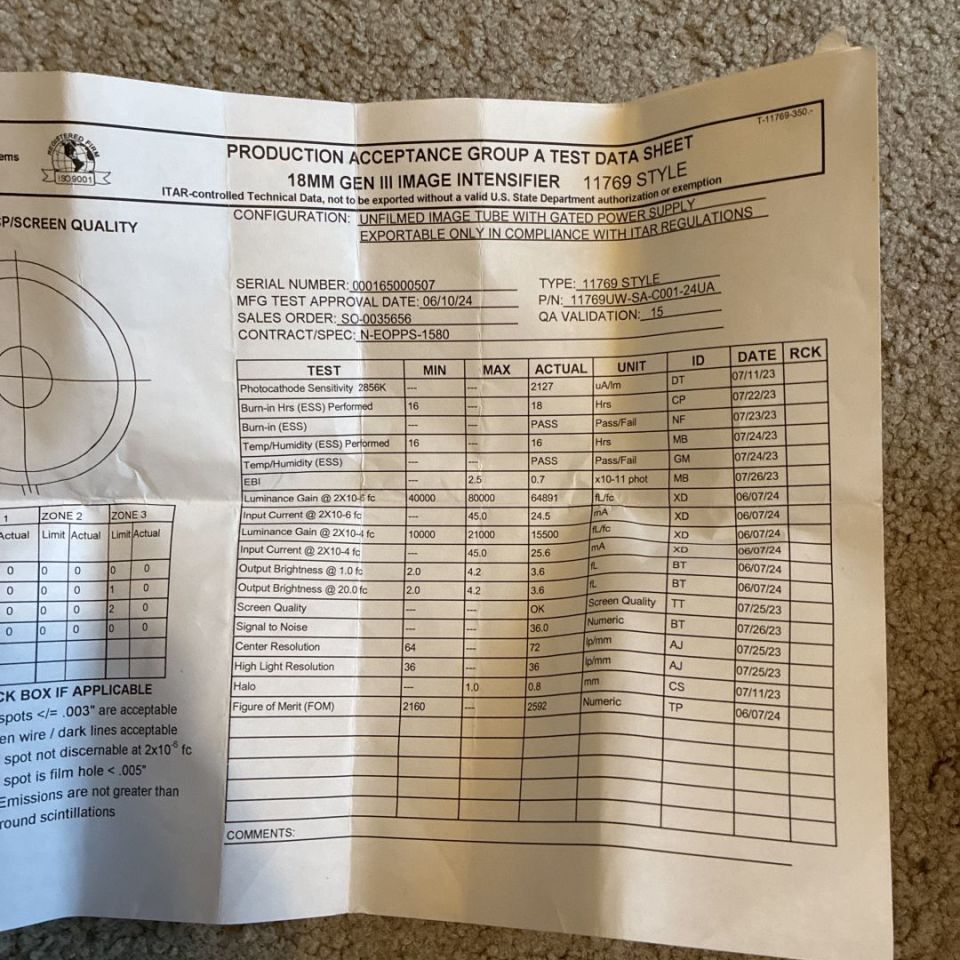 T-11769-350.-
ems
REGISTERED FIRM
ISO 9001
PRODUCTION ACCEPTANCE GROUP A TEST DATA SHEET
18MM GEN III IMAGE INTENSIFIER 11769 STYLE
ITAR-controlled Technical Data, not to be exported without a valid U.S. State Department authorization or exemption
CONFIGURATION: UNFILMED IMAGE TUBE WITH GATED POWER SUPPLY
EXPORTABLE ONLY IN COMPLIANCE WITH ITAR REGULATIONS
P/SCREEN QUALITY
SERIAL NUMBER: 000165000507 TYPE: 11769 STYLE
MFG TEST APPROVAL DATE: 06/10/24 P/N: 11769UW-SA-C001-24UA
SALES ORDER: SO-0035656 QA VALIDATION: 15
CONTRACT/SPEC: N-EOPPS-1580
TEST MIN MAX ACTUAL UNIT ID DATE RCK
Photocathode Sensitivity 2856K --- --- 2127 uA/lm DT 07/11/23
Burn-in Hrs (ESS) Performed 16 --- 18 Hrs CP 07/22/23
Burn-in (ESS) --- --- PASS Pass/Fail NF 07/23/23
Temp/Humidity (ESS) Performed 16 --- 16 Hrs MB 07/24/23
Temp/Humidity (ESS) --- --- PASS Pass/Fail GM 07/24/23
EBI --- 2.5 0.7 x10-11 phot MB 07/26/23
Luminance Gain @ 2X10-6 fc 40000 80000 64891 fL/fc XD 06/07/24
Input Current @ 2X10-6 fc --- 45.0 24.5 mA XD 06/07/24
Luminance Gain @ 2X10-4 fc 10000 21000 15500 fL/fc XD 06/07/24
Input Current @ 2X10-4 fc --- 45.0 25.6 mA XD 06/07/24
Output Brightness @ 1.0 fc 2.0 4.2 3.6 fL BT 06/07/24
Output Brightness @ 20.0 fc 2.0 4.2 3.6 fL BT 06/07/24
Screen Quality --- --- OK Screen Quality TT 07/25/23
Signal to Noise --- 36.0 Numeric BT 07/26/23
Center Resolution 64 --- 72 lp/mm AJ 07/25/23
High Light Resolution 36 --- 36 lp/mm AJ 07/25/23
Halo --- 1.0 0.8 mm CS 07/11/23
Figure of Merit (FOM) 2160 --- 2592 Numeric TP 06/07/24
COMMENTS:
1 ZONE 2 ZONE 3
Actual Limit Actual Limit Actual
0 0 0 0 0
0 0 0 1 0
0 0 0 2 0
0 0 0 0 0
CK BOX IF APPLICABLE
spots </= .003" are acceptable
en wire / dark lines acceptable
spot not discernable at 2x10-6 fc
spot is film hole < .005"
Emissions are not greater than
round scintillations